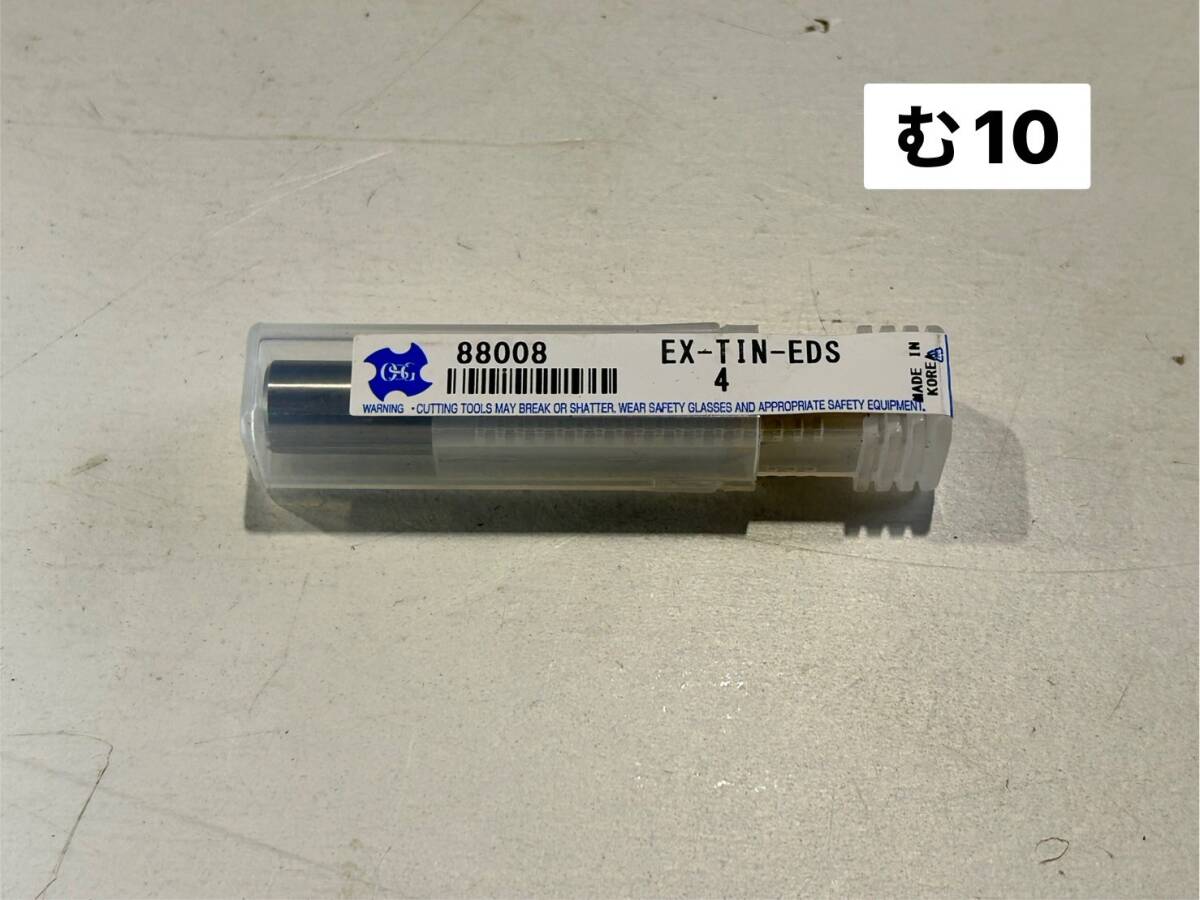 む10
OSG
88008
EX-TIN-EDS
4
MADE IN
KOREA
WARNING •CUTTING TOOLS MAY BREAK OR SHATTER. WEAR SAFETY GLASSES AND APPROPRIATE SAFETY EQUIPMENT.